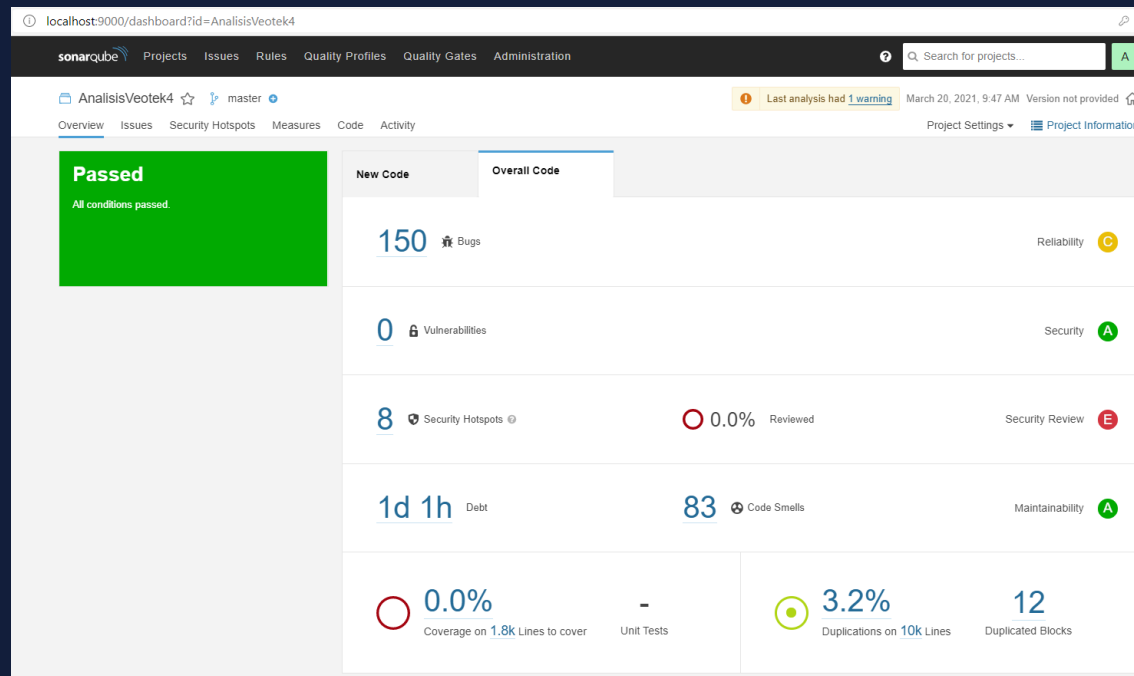 localhost:9000/dashboard?id=AnalisisVeotek4
sonarqube Projects Issues Rules Quality Profiles Quality Gates Administration ? Search for projects... A
AnalisisVeotek4 master Last analysis had 1 warning March 20, 2021, 9:47 AM Version not provided
Overview Issues Security Hotspots Measures Code Activity Project Settings Project Information
Passed
All conditions passed.
New Code Overall Code
150 Bugs Reliability C
0 Vulnerabilities Security A
8 Security Hotspots ? 0.0% Reviewed Security Review E
1d 1h Debt 83 Code Smells Maintainability A
0.0% - 3.2% 12
Coverage on 1.8k Lines to cover Unit Tests Duplications on 10k Lines Duplicated Blocks